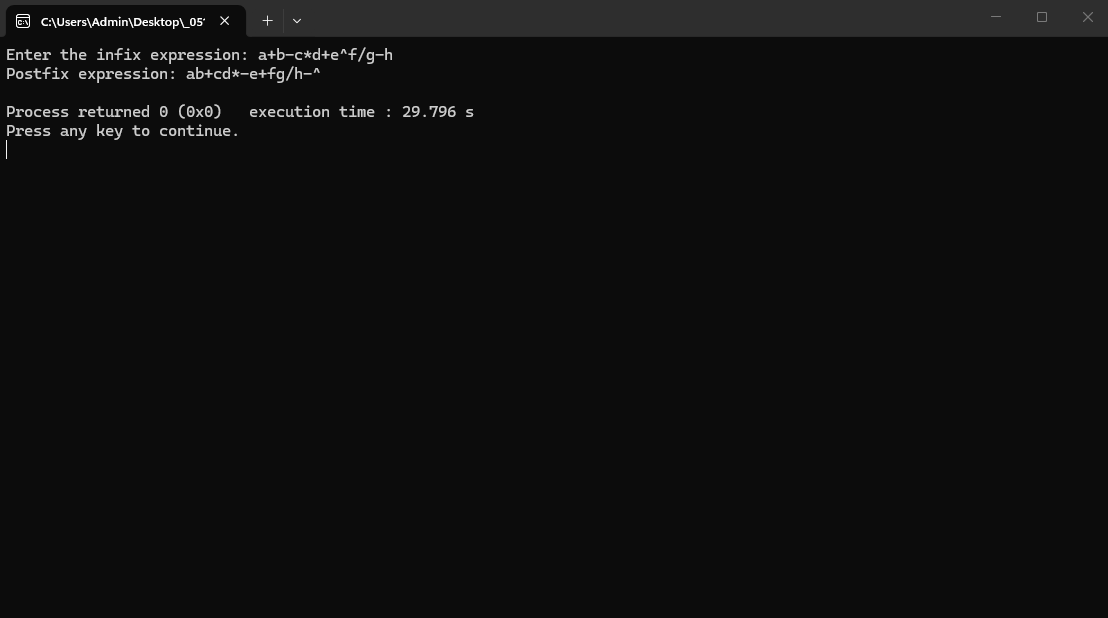 C:\Users\Admin\Desktop\_05'
Enter the infix expression: a+b-c*d+e^f/g-h
Postfix expression: ab+cd*-e+fg/h-^
Process returned 0 (0x0)   execution time : 29.796 s
Press any key to continue.